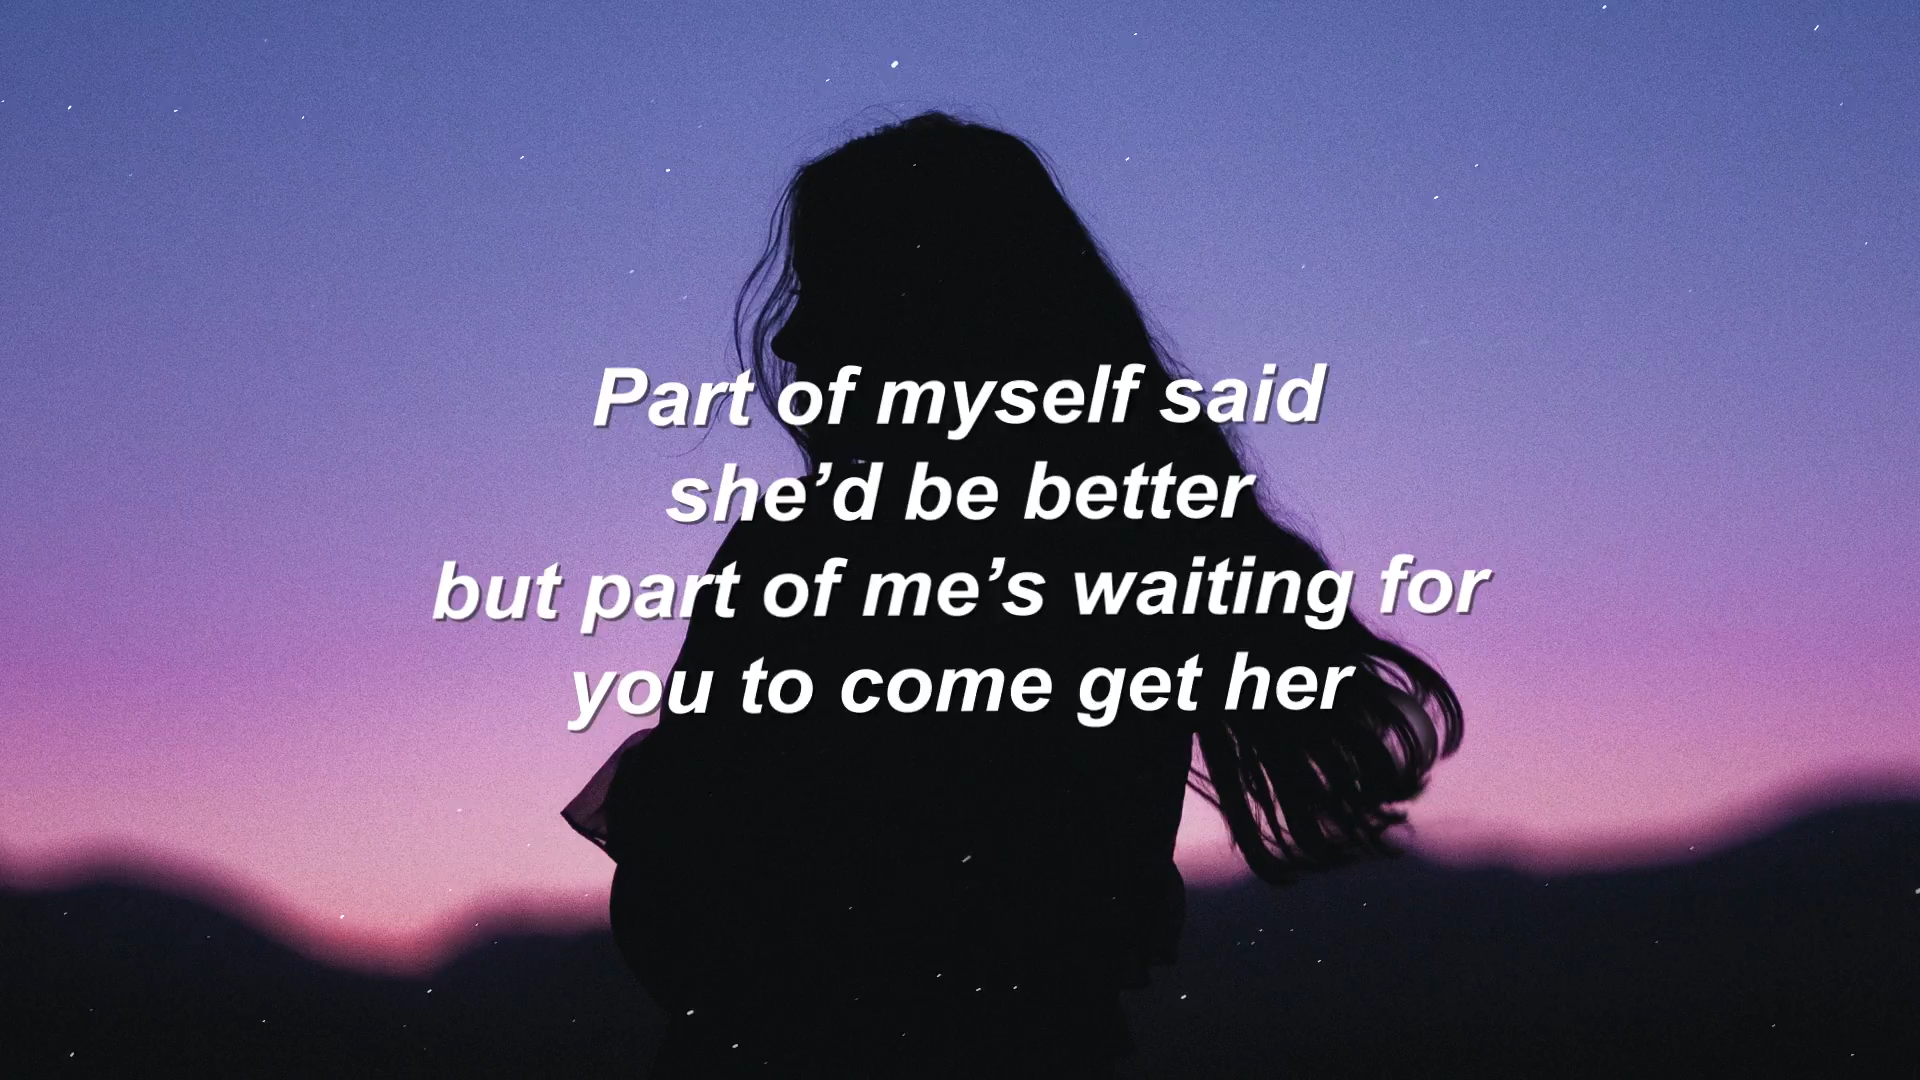 Part of myself said
she’d be better
but part of me’s waiting for
you to come get her